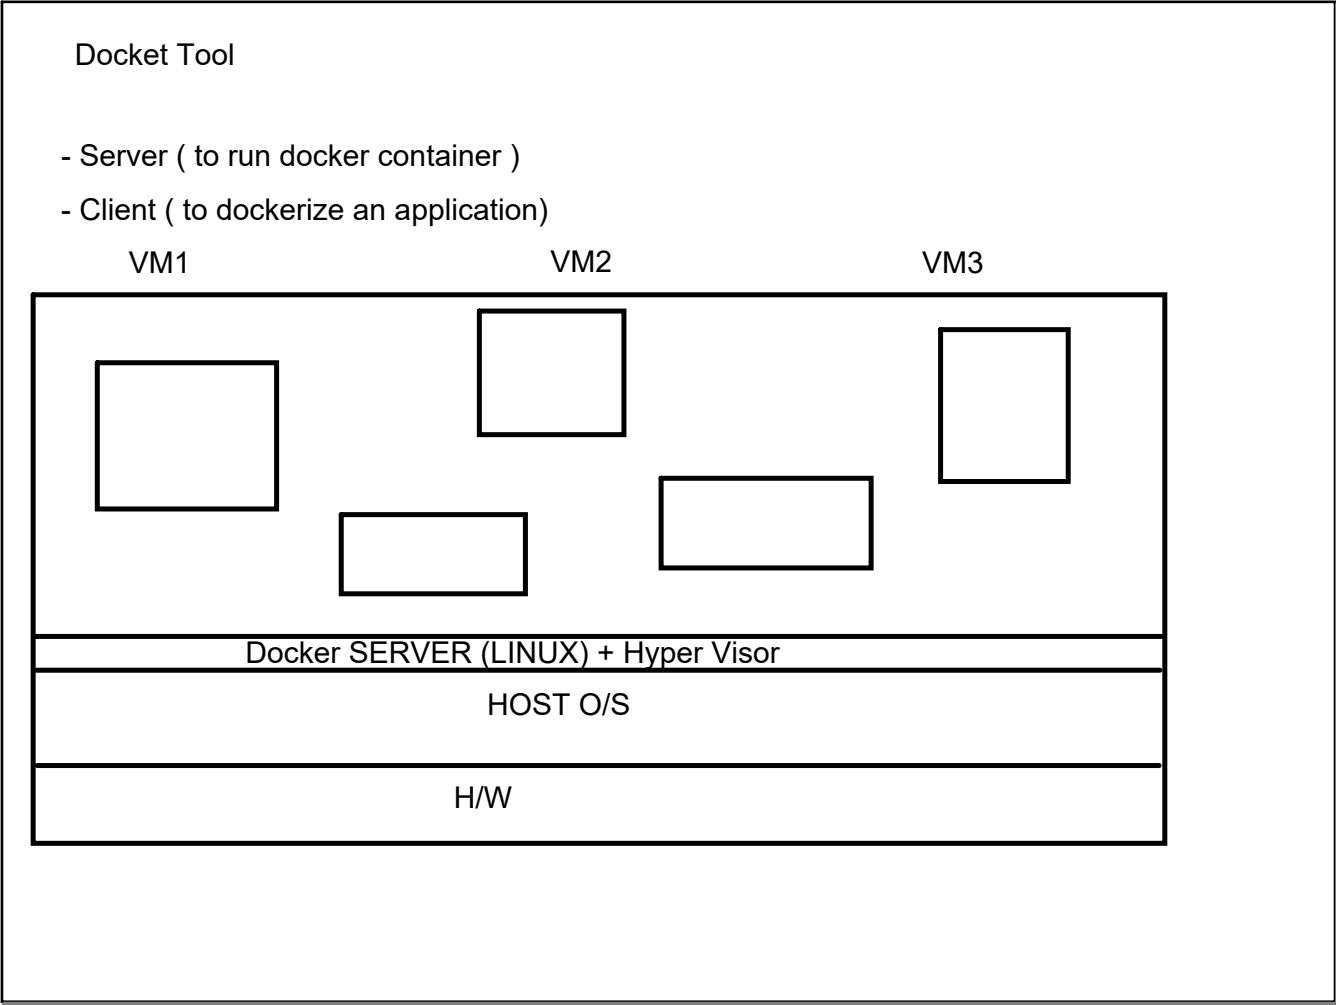 Docket Tool
- Server ( to run docker container )
- Client ( to dockerize an application)
VM1 VM2 VM3
Docker SERVER (LINUX) + Hyper Visor
HOST O/S
H/W